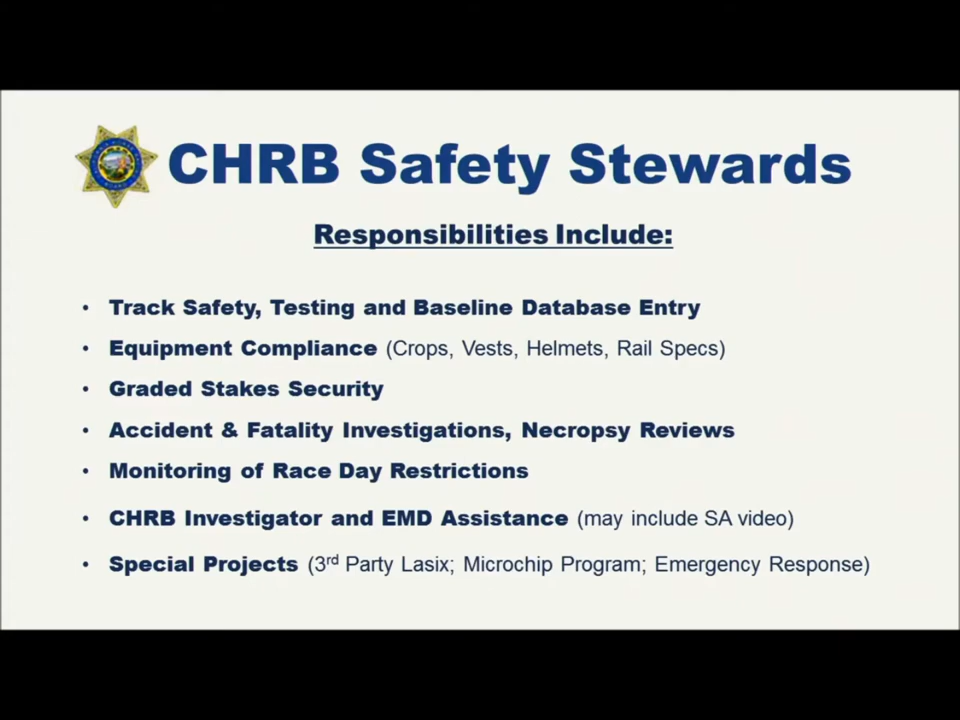 CHRB Safety Stewards
Responsibilities Include:
• Track Safety, Testing and Baseline Database Entry
• Equipment Compliance (Crops, Vests, Helmets, Rail Specs)
• Graded Stakes Security
• Accident & Fatality Investigations, Necropsy Reviews
• Monitoring of Race Day Restrictions
• CHRB Investigator and EMD Assistance (may include SA video)
• Special Projects (3rd Party Lasix; Microchip Program; Emergency Response)